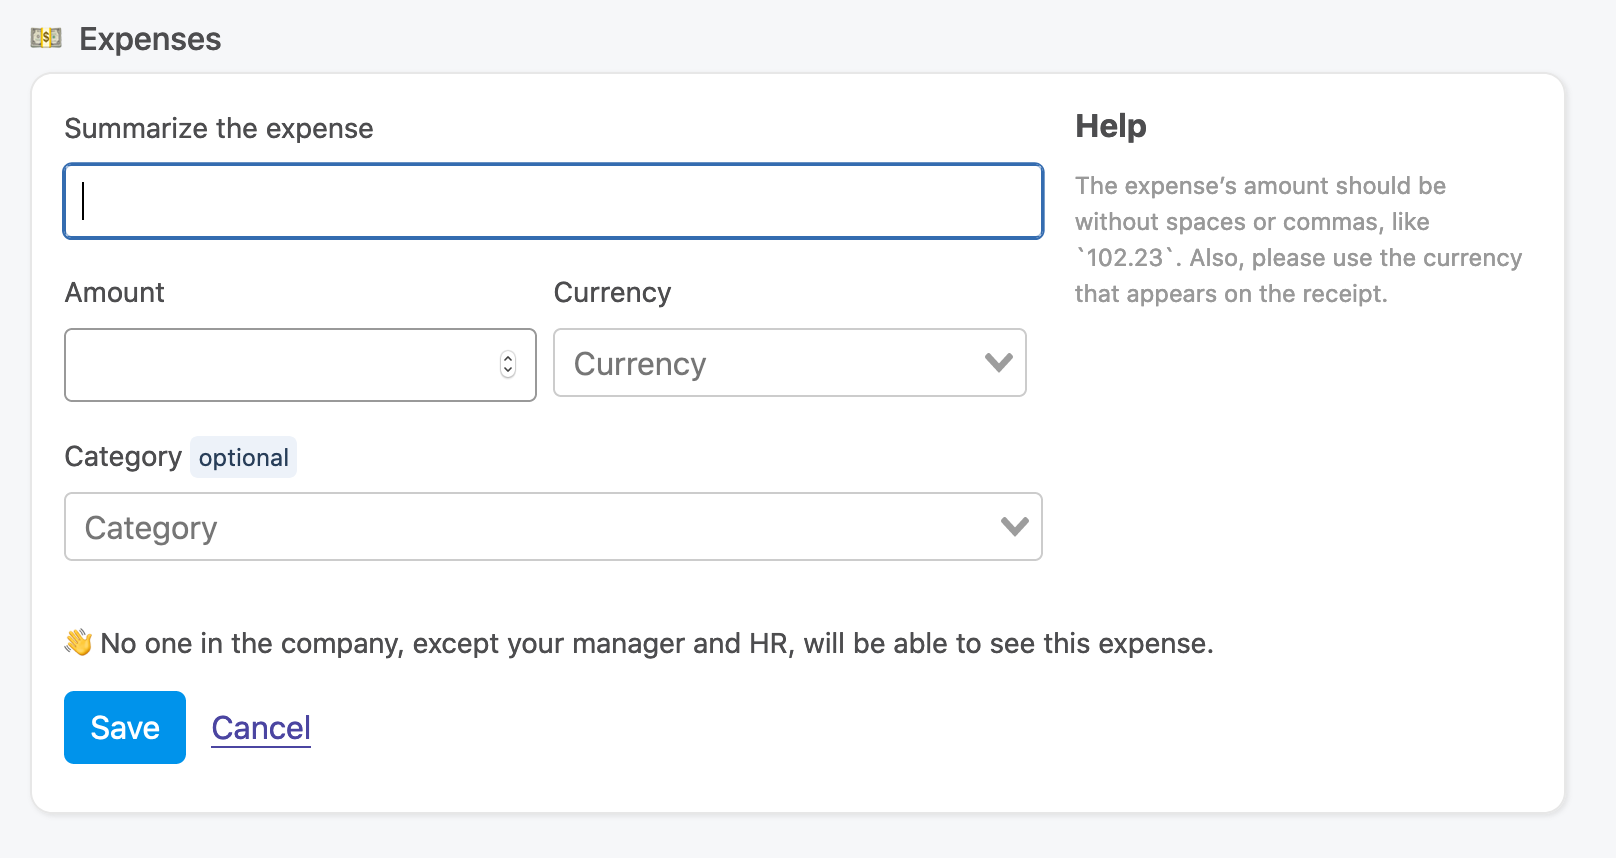 💵 Expenses
Summarize the expense
Amount
Currency
Currency
Category optional
Category
👋 No one in the company, except your manager and HR, will be able to see this expense.
Save Cancel
Help
The expense’s amount should be
without spaces or commas, like
`102.23`. Also, please use the currency
that appears on the receipt.